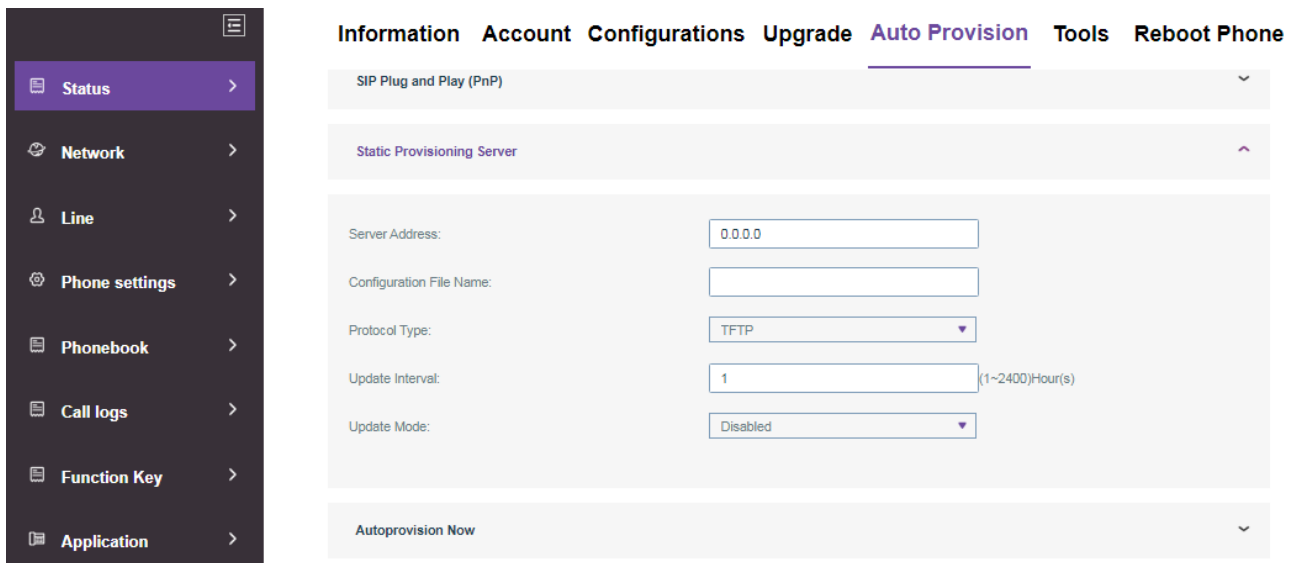 Information Account Configurations Upgrade Auto Provision Tools Reboot Phone
Status
Network
Line
Phone settings
Phonebook
Call logs
Function Key
Application
SIP Plug and Play (PnP)
Static Provisioning Server
Server Address: 0.0.0.0
Configuration File Name:
Protocol Type: TFTP
Update Interval: 1 (1~2400)Hour(s)
Update Mode: Disabled
Autoprovision Now